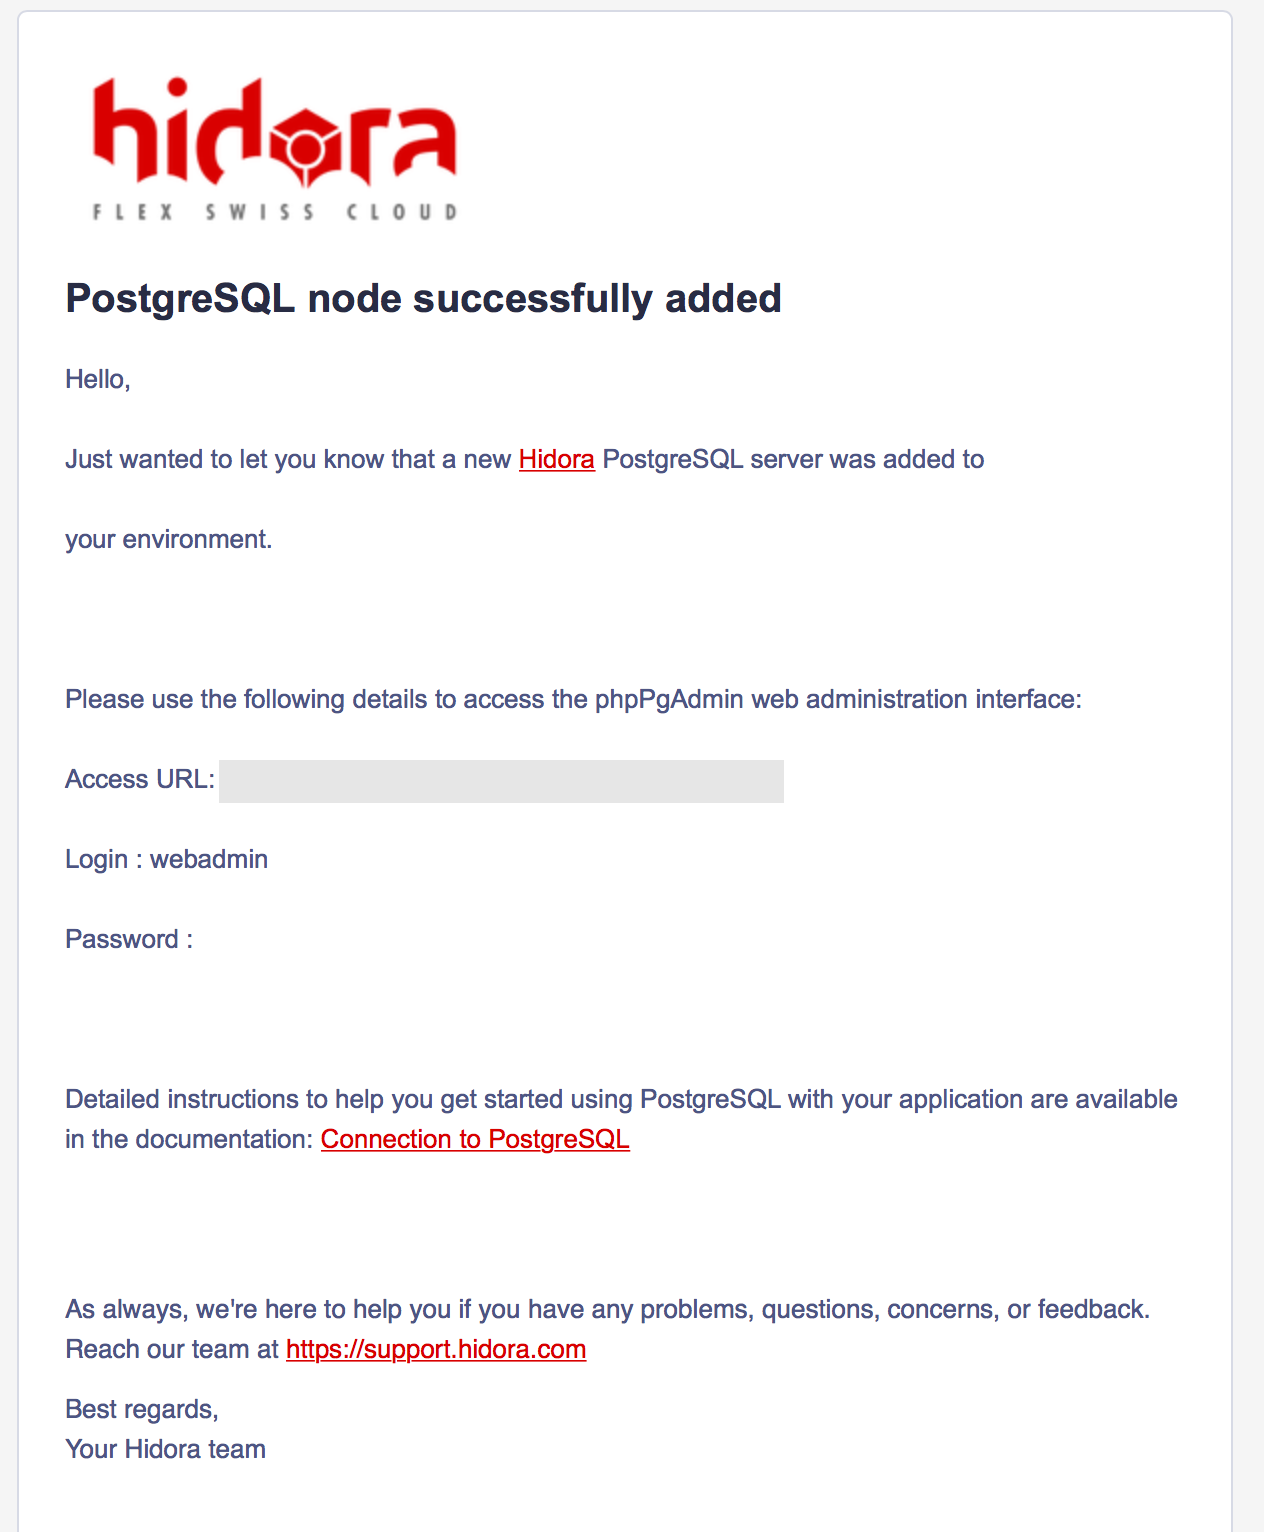 hidora
FLEX SWISS CLOUD
PostgreSQL node successfully added
Hello,
Just wanted to let you know that a new Hidora PostgreSQL server was added to
your environment.
Please use the following details to access the phpPgAdmin web administration interface:
Access URL:
Login : webadmin
Password :
Detailed instructions to help you get started using PostgreSQL with your application are available
in the documentation: Connection to PostgreSQL
As always, we're here to help you if you have any problems, questions, concerns, or feedback.
Reach our team at https://support.hidora.com
Best regards,
Your Hidora team